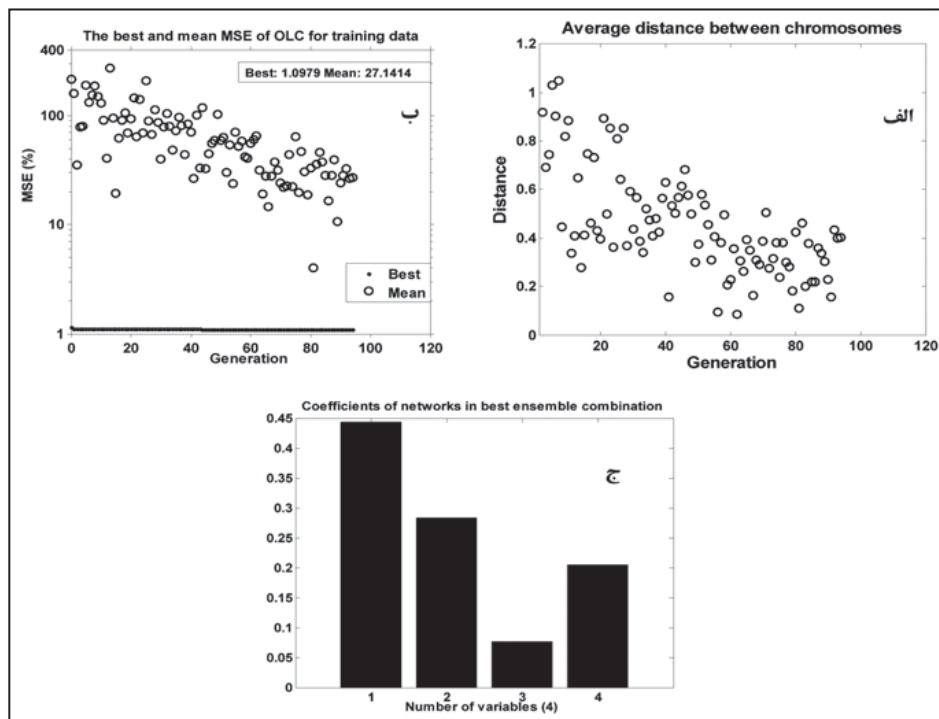 The best and mean MSE of OLC for training data
Best: 1.0979 Mean: 27.1414
ب
MSE (%)
400
100
10
1
0 20 40 60 80 100 120
Generation
Best
Mean
Average distance between chromosomes
الف
Distance
1.2
1
0.8
0.6
0.4
0.2
0
20 40 60 80 100 120
Generation
Coefficients of networks in best ensemble combination
ج
0.45
0.4
0.35
0.3
0.25
0.2
0.15
0.1
0.05
0
1 2 3 4
Number of variables (4)